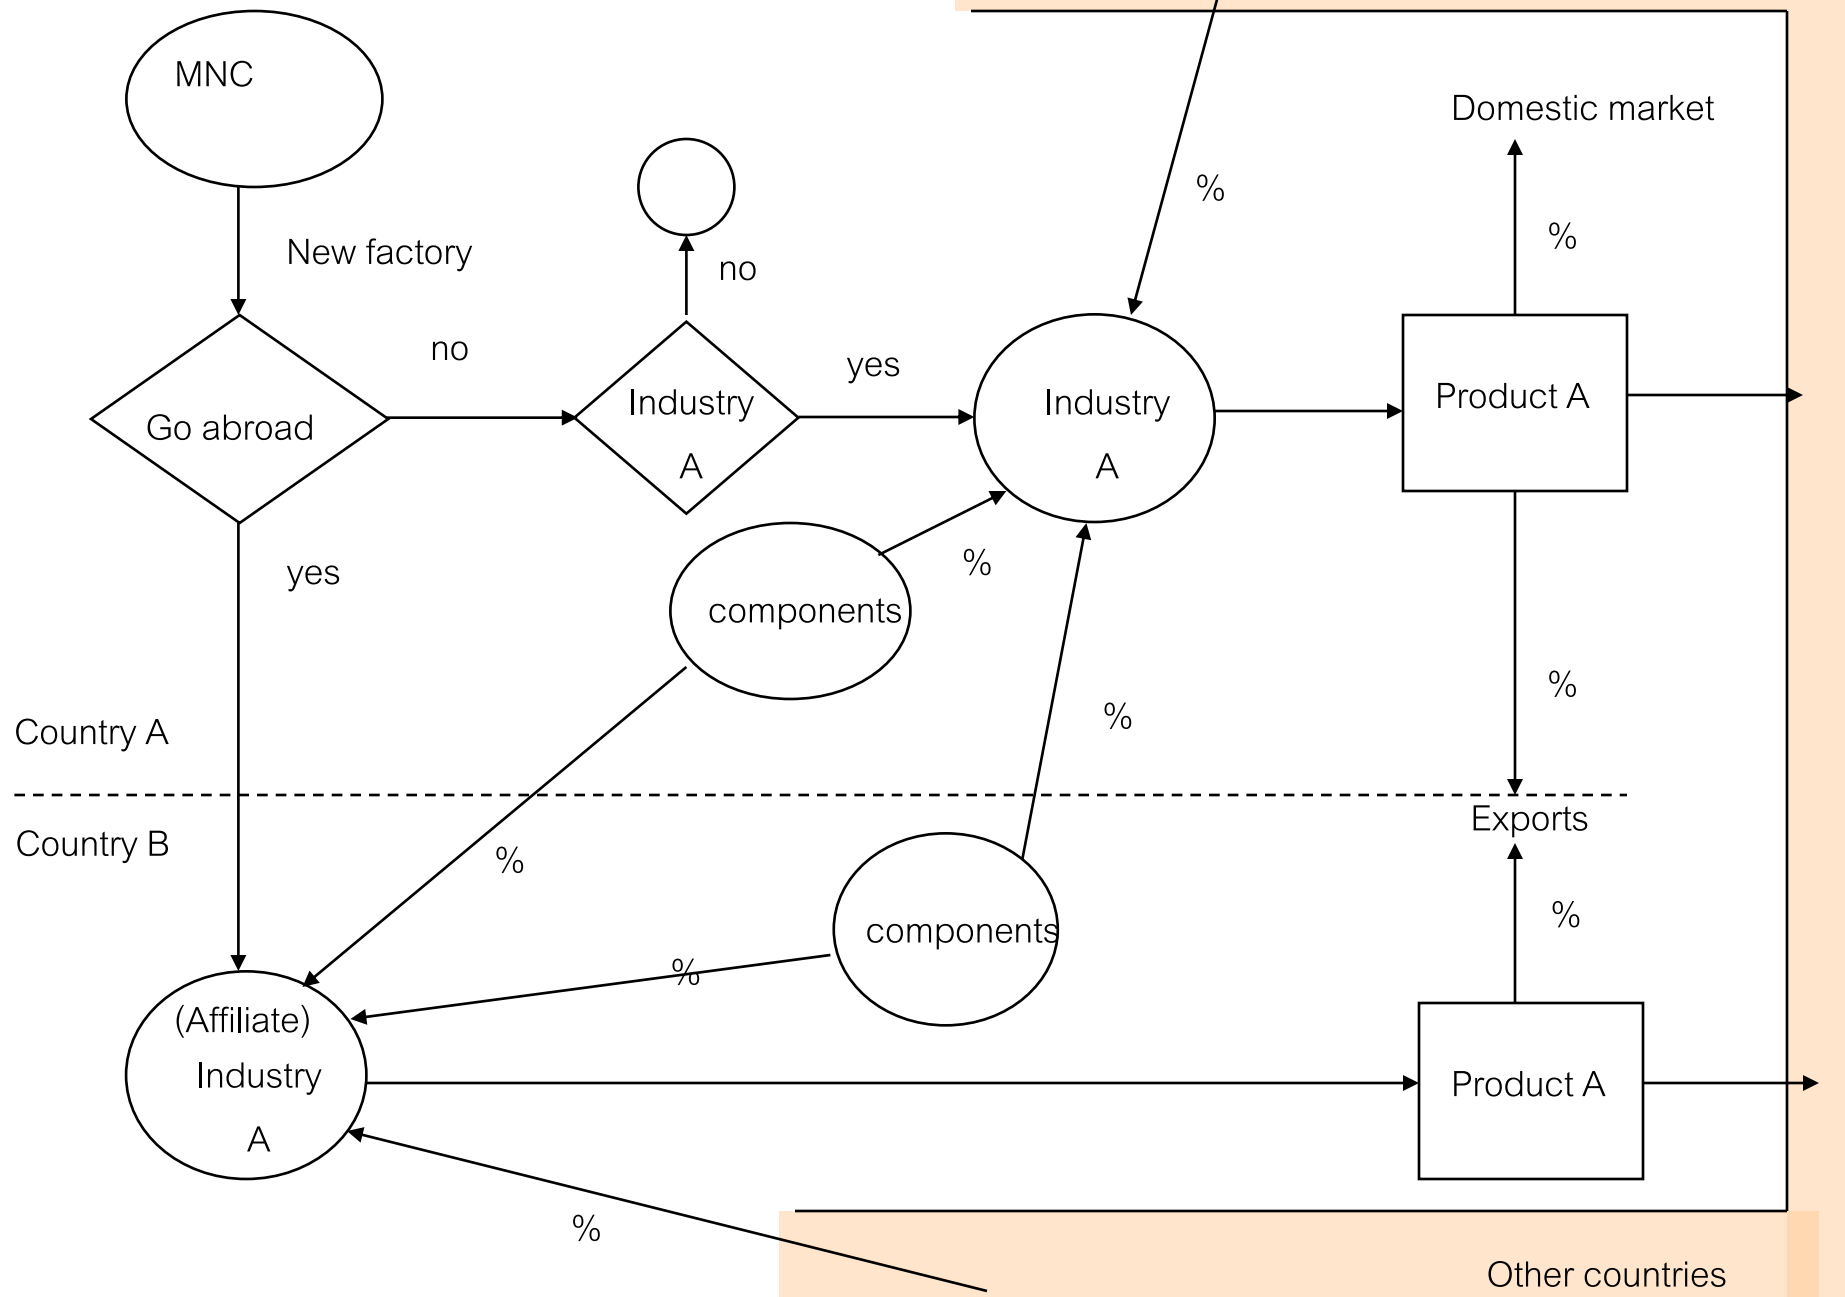 MNC
Domestic market
%
%
New factory
no
no
yes
Industry
A
Industry
A
Product A
Go abroad
%
yes
components
%
%
Country A
Exports
Country B
%
%
components
%
(Affiliate)
Industry
A
Product A
%
Other countries